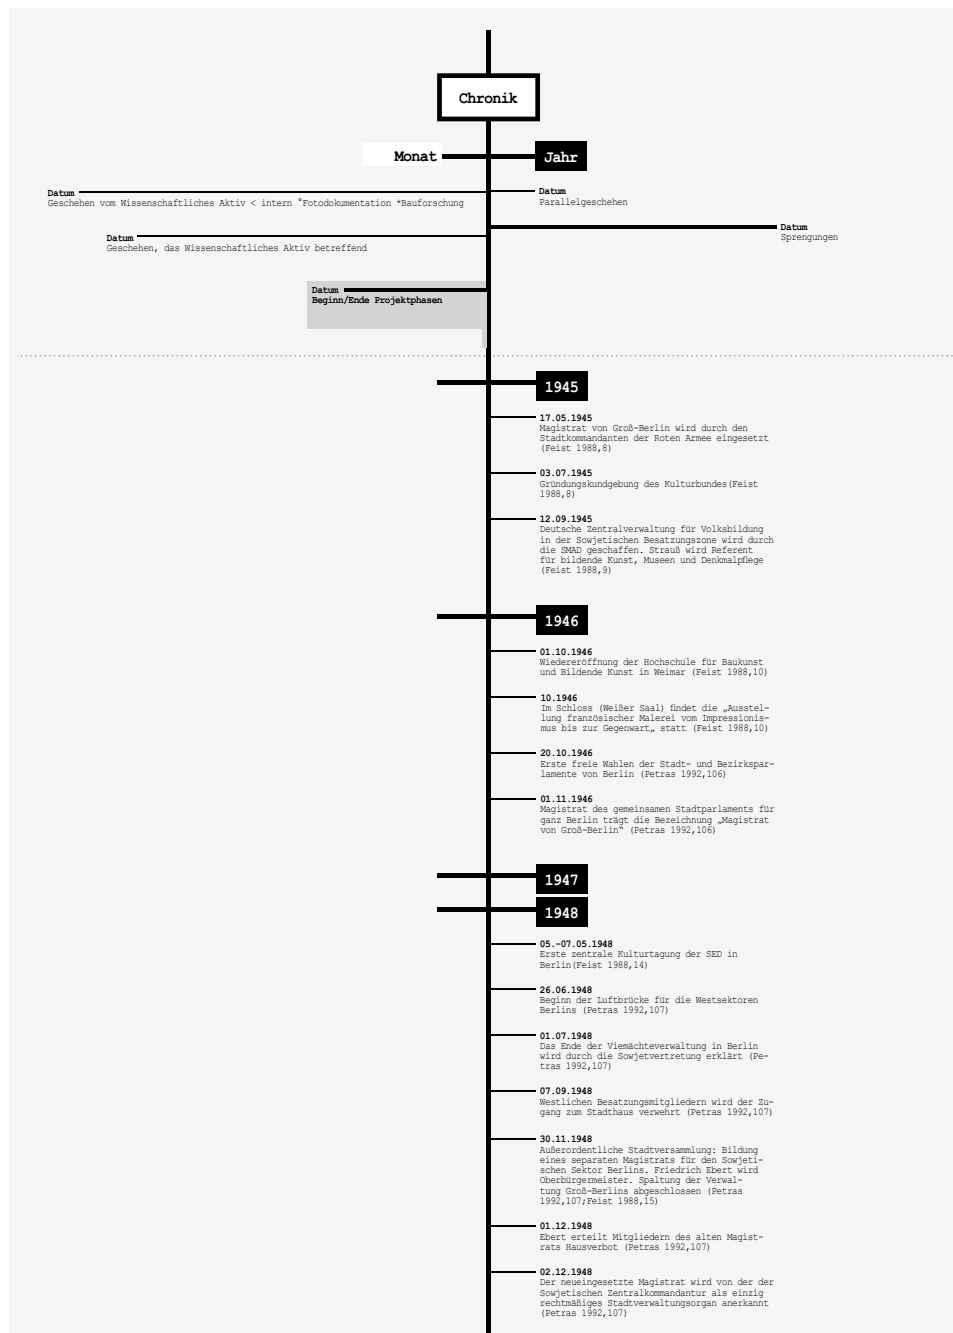 Chronik
Monat
Jahr
Datum
Geschehen vom Wissenschaftliches Aktiv < intern °Fotodokumentation *Bauforschung
Datum
Parallelgeschehen
Datum
Sprengungen
Datum
Geschehen, das Wissenschaftliches Aktiv betreffend
Datum
Beginn/Ende Projektphasen
1945
17.05.1945
Magistrat von Groß-Berlin wird durch den
Stadtkommandanten der Roten Armee eingesetzt
(Feist 1988,8)
03.07.1945
Gründungskundgebung des Kulturbundes(Feist
1988,8)
12.09.1945
Deutsche Zentralverwaltung für Volksbildung
in der Sowjetischen Besatzungszone wird durch
die SMAD geschaffen. Strauß wird Referent
für bildende Kunst, Museen und Denkmalpflege
(Feist 1988,9)
1946
01.10.1946
Wiedereröffnung der Hochschule für Baukunst
und Bildende Kunst in Weimar (Feist 1988,10)
10.1946
Im Schloss (Weißer Saal) findet die „Ausstel-
lung französischer Malerei vom Impressionis-
mus bis zur Gegenwart„ statt (Feist 1988,10)
20.10.1946
Erste freie Wahlen der Stadt- und Bezirkspar-
lamente von Berlin (Petras 1992,106)
01.11.1946
Magistrat des gemeinsamen Stadtparlaments für
ganz Berlin trägt die Bezeichnung „Magistrat
von Groß-Berlin“ (Petras 1992,106)
1947
1948
05.-07.05.1948
Erste zentrale Kulturtagung der SED in
Berlin(Feist 1988,14)
26.06.1948
Beginn der Luftbrücke für die Westsektoren
Berlins (Petras 1992,107)
01.07.1948
Das Ende der Viemächteverwaltung in Berlin
wird durch die Sowjetvertretung erklärt (Pe-
tras 1992,107)
07.09.1948
Westlichen Besatzungsmitgliedern wird der Zu-
gang zum Stadthaus verwehrt (Petras 1992,107)
30.11.1948
Außerordentliche Stadtversammlung: Bildung
eines separaten Magistrats für den Sowjeti-
schen Sektor Berlins. Friedrich Ebert wird
Oberbürgermeister. Spaltung der Verwal-
tung Groß-Berlins abgeschlossen (Petras
1992,107;Feist 1988,15)
01.12.1948
Ebert erteilt Mitgliedern des alten Magist-
rats Hausverbot (Petras 1992,107)
02.12.1948
Der neueingesetzte Magistrat wird von der der
Sowjetischen Zentralkommandantur als einzig
rechtmäßiges Stadtverwaltungsorgan anerkannt
(Petras 1992,107)